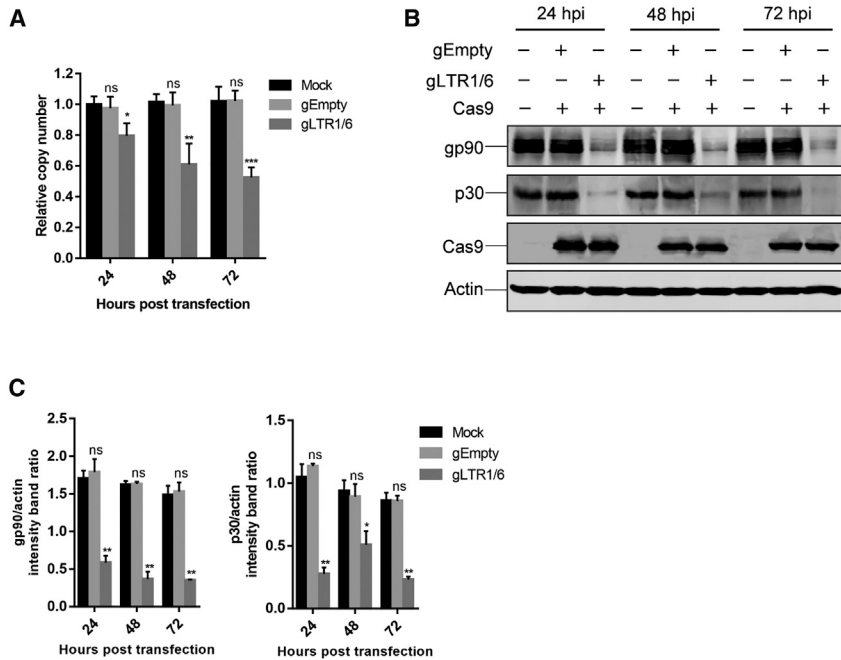 A
Relative copy number
1.2
1.0
0.8
0.6
0.4
0.2
0.0
ns
*
ns
**
ns
***
24
48
72
Hours post transfection
Mock
gEmpty
gLTR1/6
B
24 hpi 48 hpi 72 hpi
gEmpty − + − − + − − + −
gLTR1/6 − − + − − + − − +
Cas9 − + + − + + − + +
gp90
p30
Cas9
Actin
C
gp90/actin
intensity band ratio
2.5
2.0
1.5
1.0
0.5
0.0
ns
**
ns
**
ns
**
24
48
72
Hours post transfection
p30/actin
intensity band ratio
1.5
1.0
0.5
0.0
ns
**
ns
*
ns
**
24
48
72
Hours post transfection
Mock
gEmpty
gLTR1/6